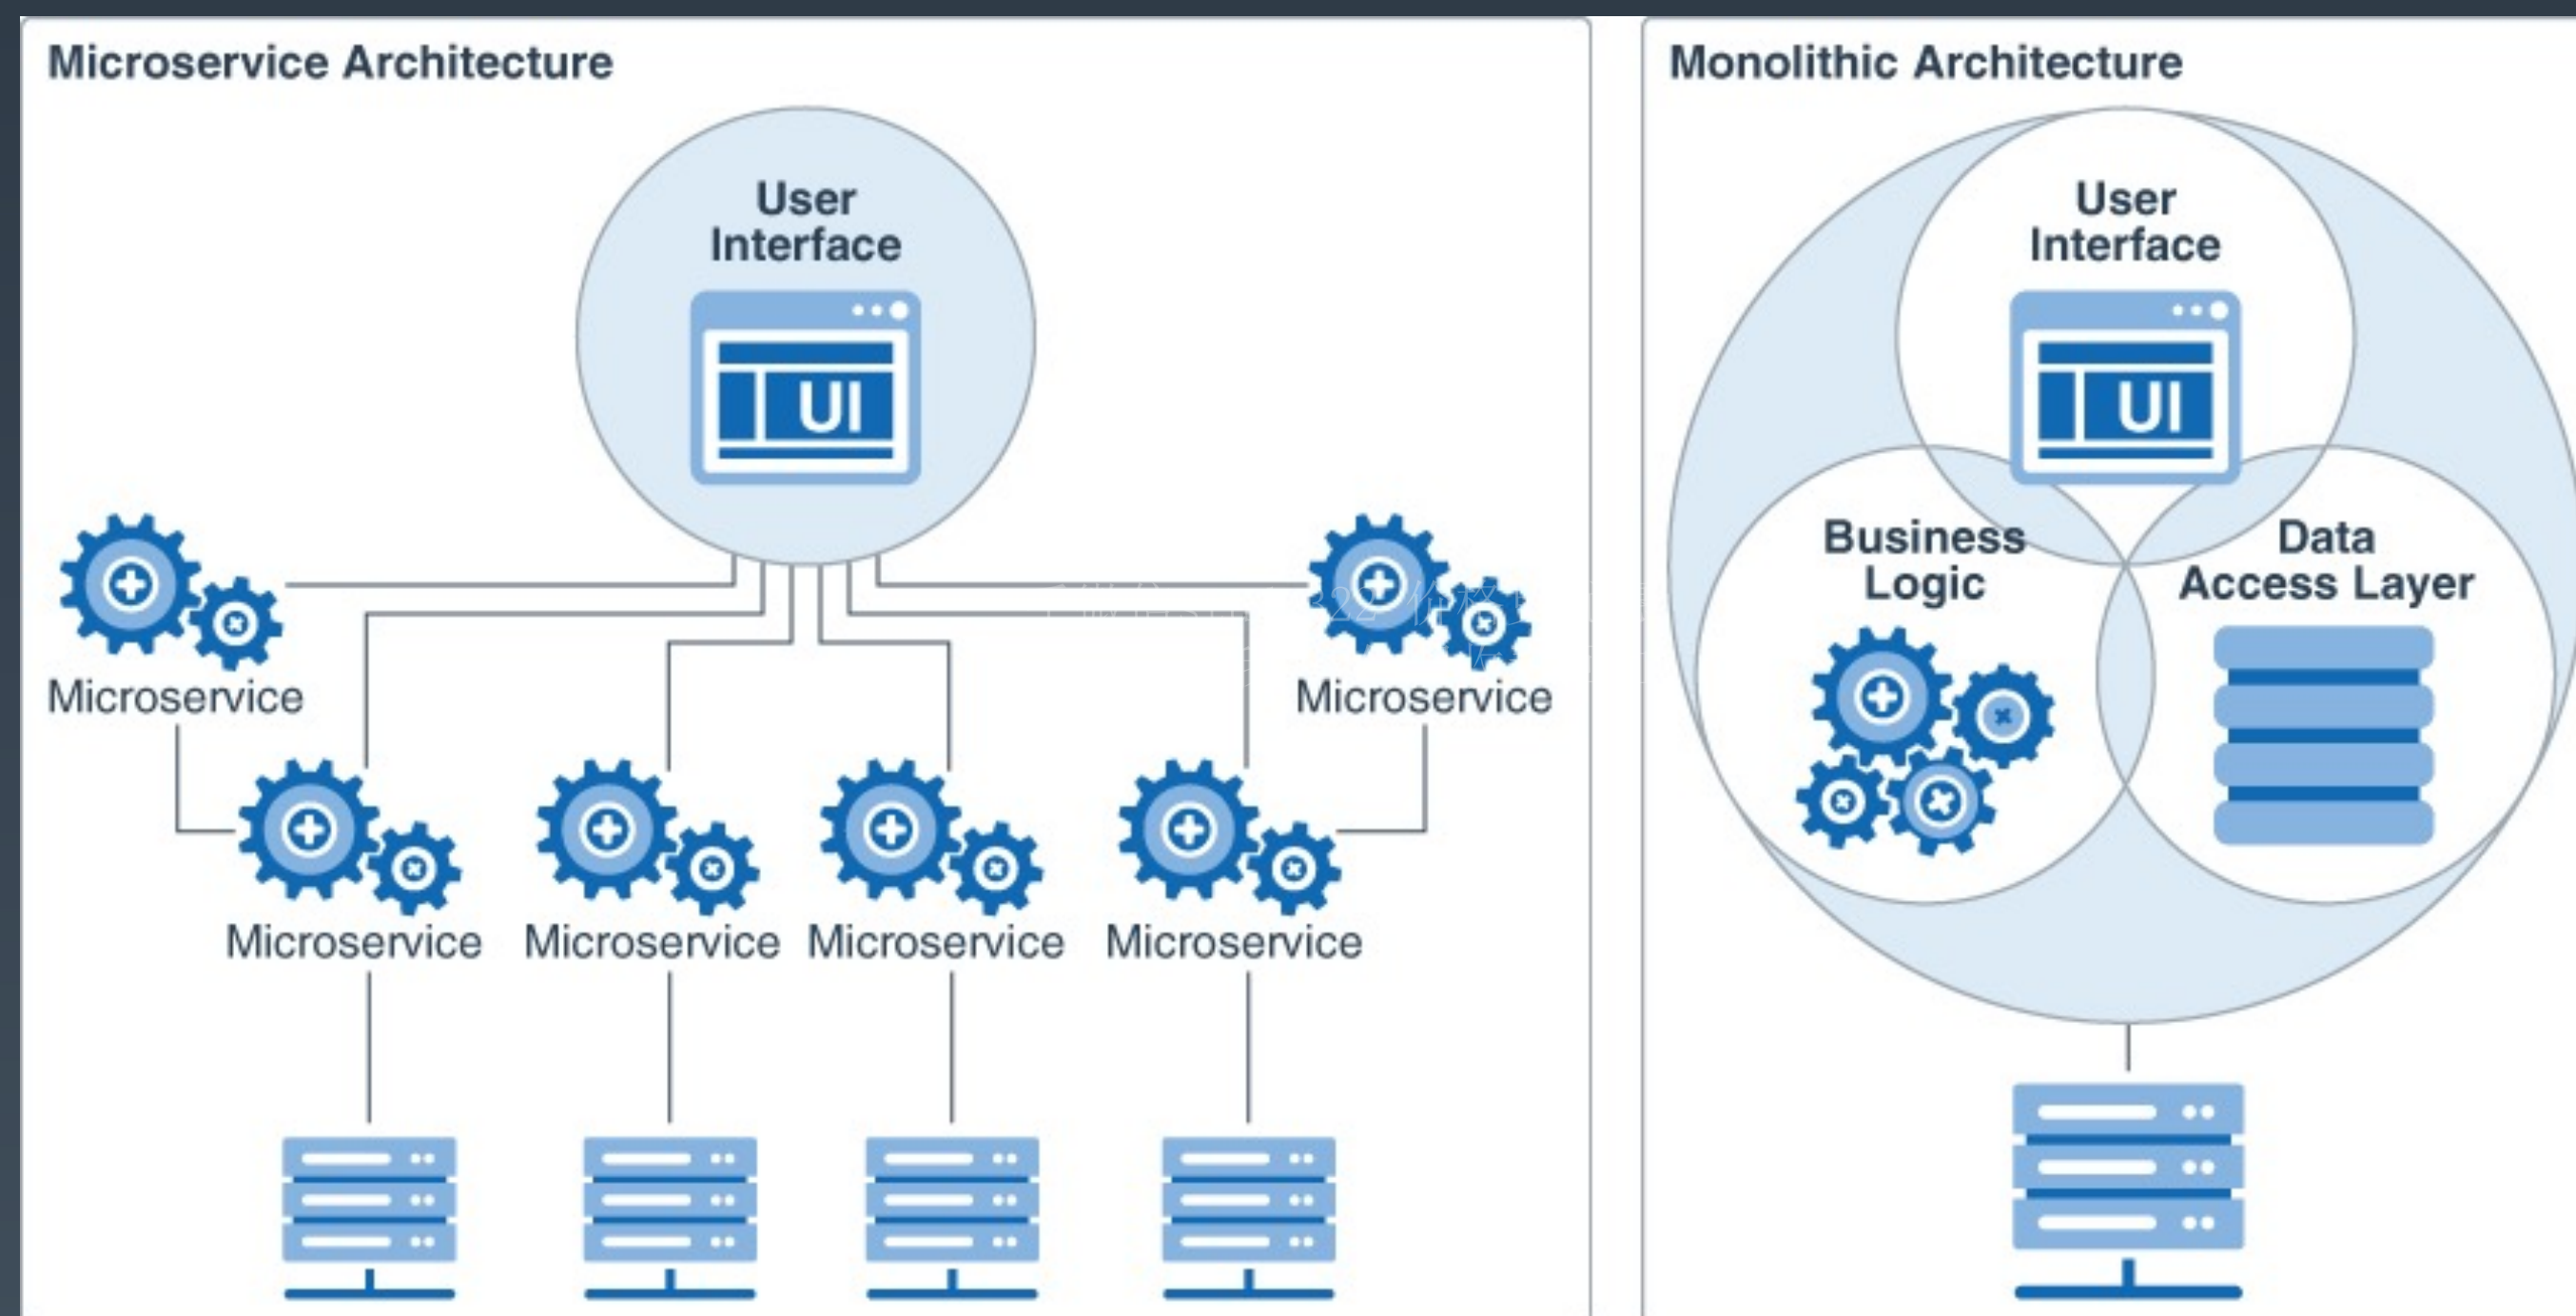 Microservice Architecture
User
Interface
UI
Microservice
Microservice
Microservice
Microservice
Microservice
Microservice
Monolithic Architecture
User
Interface
UI
Business
Logic
Data
Access Layer